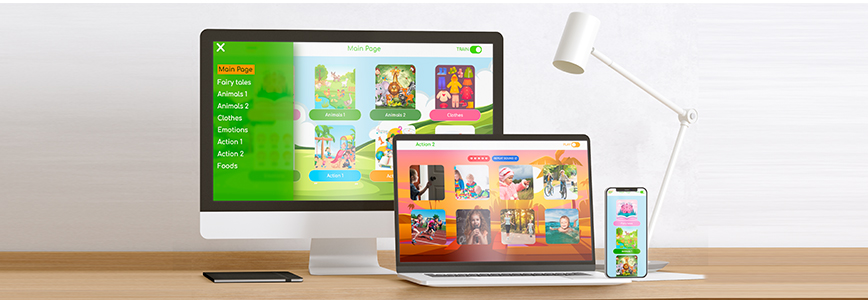 Main Page
TRAIN
Main Page
Fairy tales
Animals 1
Animals 2
Clothes
Emotions
Action 1
Action 2
Foods
Animals 1
Animals 2
Clothes
Action 1
Action 2